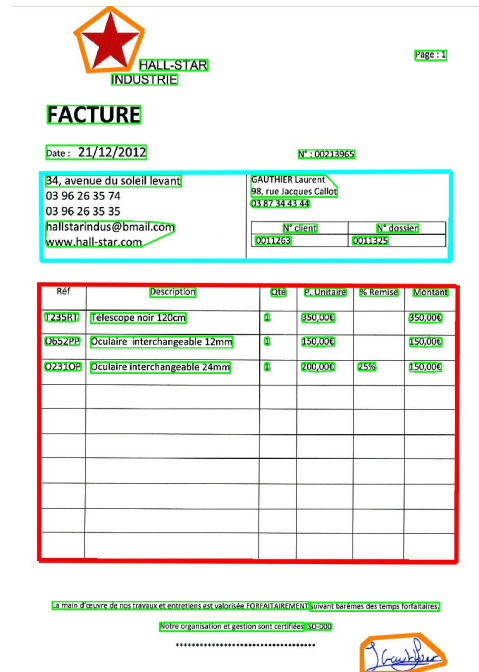 HALL-STAR
INDUSTRIE
Page : 1
FACTURE
Date : 21/12/2012
N° : 00213965
34, avenue du soleil levant
03 96 26 35 74
03 96 26 35 35
hallstarindus@bmail.com
www.hall-star.com
GAUTHIER Laurent
98, rue Jacques Callot
03 87 34 43 44
N° client N° dossier
0011263 0011325
Réf Description Qté P. Unitaire % Remise Montant
T235RT Télescope noir 120cm 1 350,00€ 350,00€
O652PP Oculaire interchangeable 12mm 1 150,00€ 150,00€
O231OP Oculaire interchangeable 24mm 1 200,00€ 25% 150,00€
La main d'œuvre de nos travaux et entretiens est valorisée FORFAITAIREMENT suivant barèmes des temps forfaitaires.
Notre organisation et gestion sont certifiées ISO-000